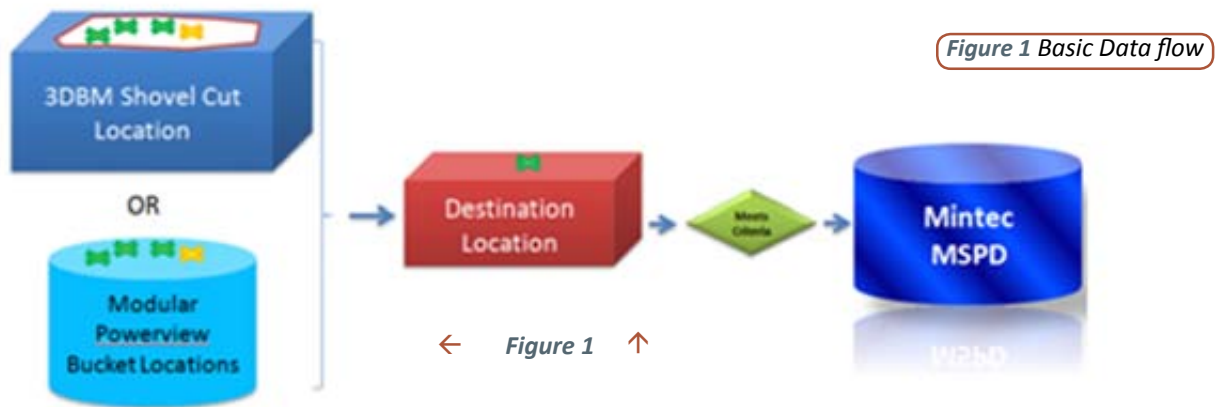 Figure 1 Basic Data flow
3DBM Shovel Cut
Location
OR
Modular
Powerview
Bucket Locations
Destination
Location
Meets
Criteria
Mintec
MSPD
← Figure 1 ↑